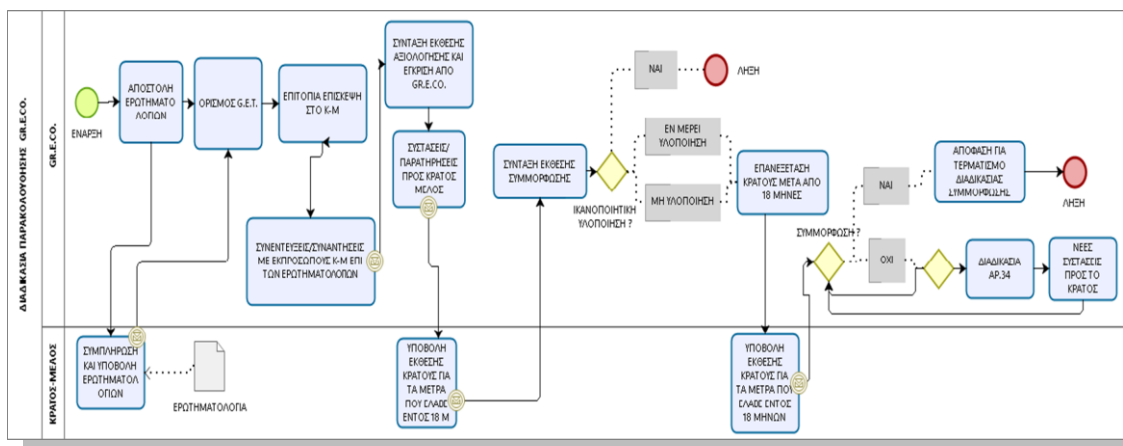 ΔΙΑΔΙΚΑΣΙΑ ΠΑΡΑΚΟΛΟΥΘΗΣΗΣ GR.E.CO.
GR.E.CO.
ΕΝΑΡΞΗ
ΑΠΟΣΤΟΛΗ
ΕΡΩΤΗΜΑΤΟ
ΛΟΓΙΩΝ
ΟΡΙΣΜΟΣ G.E.T.
ΕΠΙΤΟΠΙΑ ΕΠΙΣΚΕΨΗ
ΣΤΟ Κ-Μ
ΣΥΝΕΝΤΕΥΞΕΙΣ/ΣΥΝΑΝΤΗΣΕΙΣ
ΜΕ ΕΚΠΡΟΣΩΠΟΥΣ Κ-Μ ΕΠΙ
ΤΩΝ ΕΡΩΤΗΜΑΤΟΛΟΓΙΩΝ
ΣΥΝΤΑΞΗ ΕΚΘΕΣΗΣ
ΑΞΙΟΛΟΓΗΣΗΣ ΚΑΙ
ΕΓΚΡΙΣΗ ΑΠΟ
GR.E.CO.
ΣΥΣΤΑΣΕΙΣ/
ΠΑΡΑΤΗΡΗΣΕΙΣ
ΠΡΟΣ ΚΡΑΤΟΣ
ΜΕΛΟΣ
ΣΥΝΤΑΞΗ ΕΚΘΕΣΗΣ
ΣΥΜΜΟΡΦΩΣΗΣ
ΙΚΑΝΟΠΟΙΗΤΙΚΗ
ΥΛΟΠΟΙΗΣΗ ?
ΝΑΙ
ΛΗΞΗ
ΕΝ ΜΕΡΕΙ
ΥΛΟΠΟΙΗΣΗ
ΜΗ ΥΛΟΠΟΙΗΣΗ
ΕΠΑΝΕΞΕΤΑΣΗ
ΚΡΑΤΟΥΣ ΜΕΤΑ ΑΠΟ
18 ΜΗΝΕΣ
ΣΥΜΜΟΡΦΩΣΗ ?
ΝΑΙ
ΑΠΟΦΑΣΗ ΓΙΑ
ΤΕΡΜΑΤΙΣΜΟ
ΔΙΑΔΙΚΑΣΙΑΣ
ΣΥΜΜΟΡΦΩΣΗΣ
ΛΗΞΗ
ΟΧΙ
ΔΙΑΔΙΚΑΣΙΑ
ΑΡ.34
ΝΕΕΣ
ΣΥΣΤΑΣΕΙΣ
ΠΡΟΣ ΤΟ
ΚΡΑΤΟΣ
ΚΡΑΤΟΣ-ΜΕΛΟΣ
ΣΥΜΠΛΗΡΩΣΗ
ΚΑΙ ΥΠΟΒΟΛΗ
ΕΡΩΤΗΜΑΤΟΛ
ΟΓΙΩΝ
ΕΡΩΤΗΜΑΤΟΛΟΓΙΑ
ΥΠΟΒΟΛΗ
ΕΚΘΕΣΗΣ
ΚΡΑΤΟΥΣ ΓΙΑ
ΤΑ ΜΕΤΡΑ
ΠΟΥ ΕΛΑΒΕ
ΕΝΤΟΣ 18 Μ
ΥΠΟΒΟΛΗ
ΕΚΘΕΣΗΣ
ΚΡΑΤΟΥΣ ΓΙΑ
ΤΑ ΜΕΤΡΑ ΠΟΥ
ΕΛΑΒΕ ΕΝΤΟΣ
18 ΜΗΝΩΝ